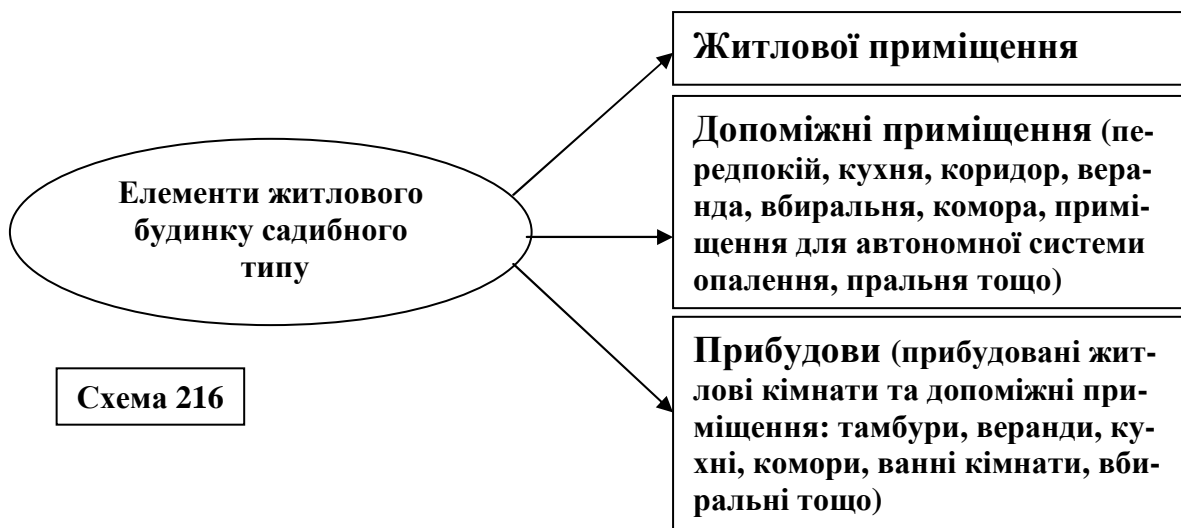 Житлової приміщення
Допоміжні приміщення (пе-
редпокій, кухня, коридор, вера-
нда, вбиральня, комора, примі-
щення для автономної системи
опалення, пральня тощо)
Елементи житлового
будинку садибного
типу
Прибудови (прибудовані жит-
лові кімнати та допоміжні при-
міщення: тамбури, веранди, ку-
хні, комори, ванні кімнати, вби-
ральні тощо)
Схема 216